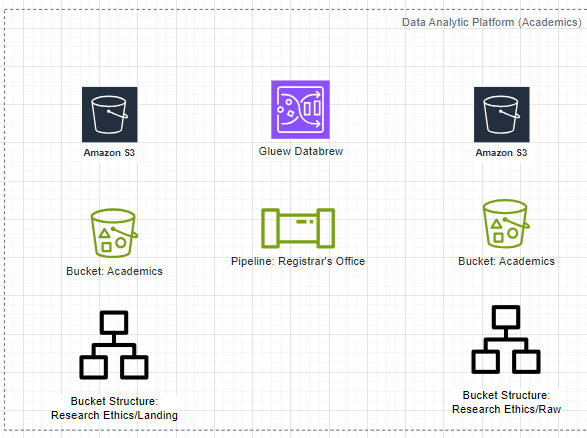 Data Analytic Platform (Academics)
Amazon S3
Gluew Databrew
Amazon S3
Bucket: Academics
Pipeline: Registrar's Office
Bucket: Academics
Bucket Structure:
Research Ethics/Landing
Bucket Structure:
Research Ethics/Raw